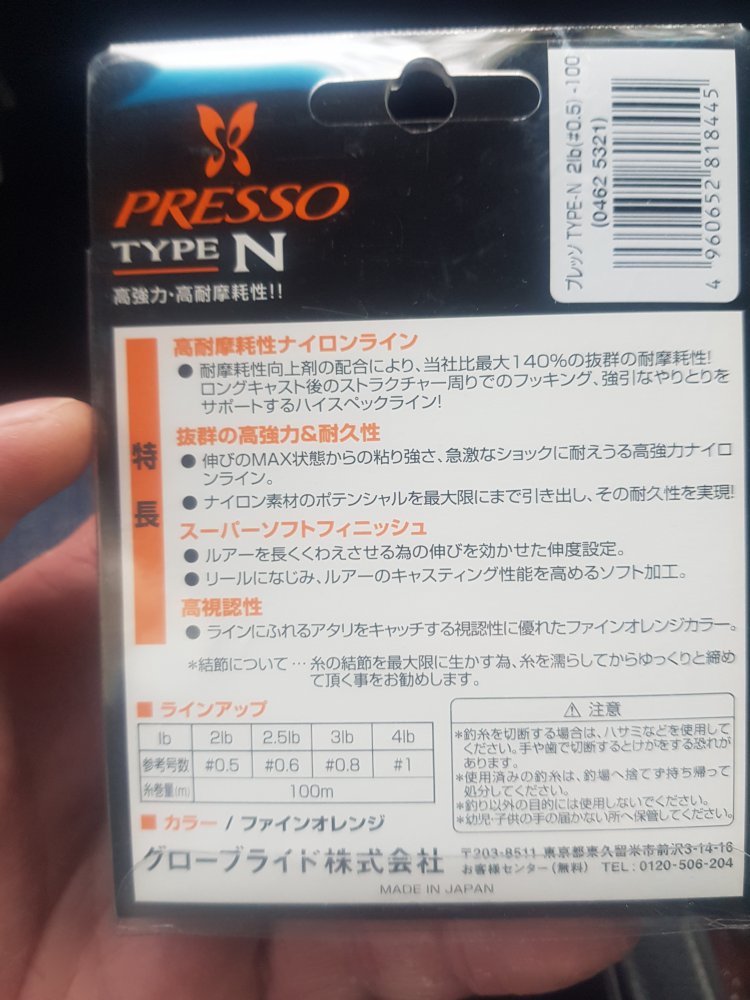 PRESSO
TYPE N
高強力・高耐摩耗性!!
プレッソ TYPE-N 2lb(#0.5) -100
(0462 5321)
4 960652 818445
特長
高耐摩耗性ナイロンライン
● 耐摩耗性向上剤の配合により、当社比最大140%の抜群の耐摩耗性!
ロングキャスト後のストラクチャー周りでのフッキング、強引なやりとりを
サポートするハイスペックライン!
抜群の高強力&耐久性
● 伸びのMAX状態からの粘り強さ、急激なショックに耐えうる高強力ナイロ
ンライン。
● ナイロン素材のポテンシャルを最大限にまで引き出し、その耐久性を実現!
スーパーソフトフィニッシュ
● ルアーを長くくわえさせる為の伸びを効かせた伸度設定。
● リールになじみ、ルアーのキャスティング性能を高めるソフト加工。
高視認性
● ラインにふれるアタリをキャッチする視認性に優れたファインオレンジカラー。
*結節について … 糸の結節を最大限に生かす為、糸を濡らしてからゆっくりと締め
て頂く事をお勧めします。
■ ラインアップ
lb 2lb 2.5lb 3lb 4lb
参考号数 #0.5 #0.6 #0.8 #1
糸巻量(m) 100m
■ カラー / ファインオレンジ
⚠ 注意
*釣糸を切断する場合は、ハサミなどを使用して
ください。手や歯で切断するとけがをする恐れが
あります。
*使用済みの釣糸は、釣場へ捨てず持ち帰って
処分してください。
*釣り以外の目的には使用しないでください。
*幼児・子供の手の届かない所へ保管してください。
グローブライド株式会社
〒203-8511 東京都東久留米市前沢3-14-16
お客様センター(無料) TEL: 0120-506-204
MADE IN JAPAN